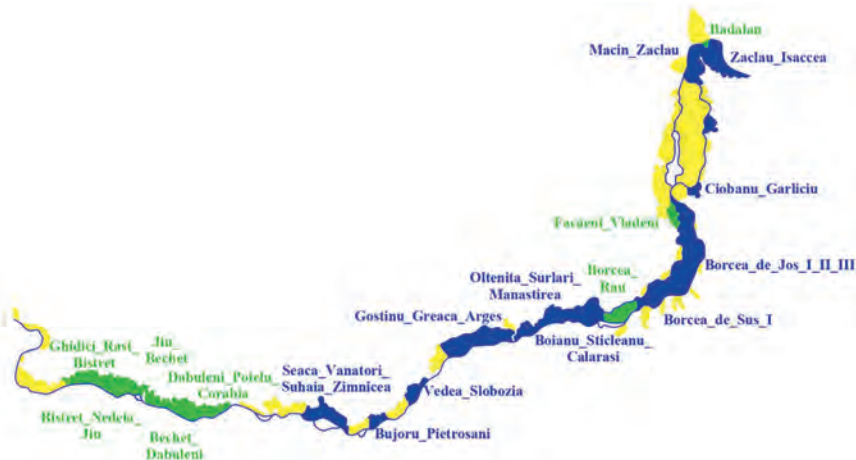 Badalan
Macin_Zaclau
Zaclau_Isaccea
Ciobanu_Garliciu
Facaeni_Vladeni
Borcea_de_Jos_I_II_III
Borcea_
Rau
Oltenita_Surlari_
Manastirea
Gostinu_Greaca_Arges
Borcea_de_Sus_I
Boianu_Sticleanu_
Calarasi
Ghidici_Rast_
Bistret
Jiu_
Bechet
Dabuleni_Potelu_
Corabia
Seaca_Vanatori_
Suhaia_Zimnicea
Vedea_Slobozia
Bistret_Nedeia_
Jiu
Bechet_
Dabuleni
Bujoru_Pietrosani